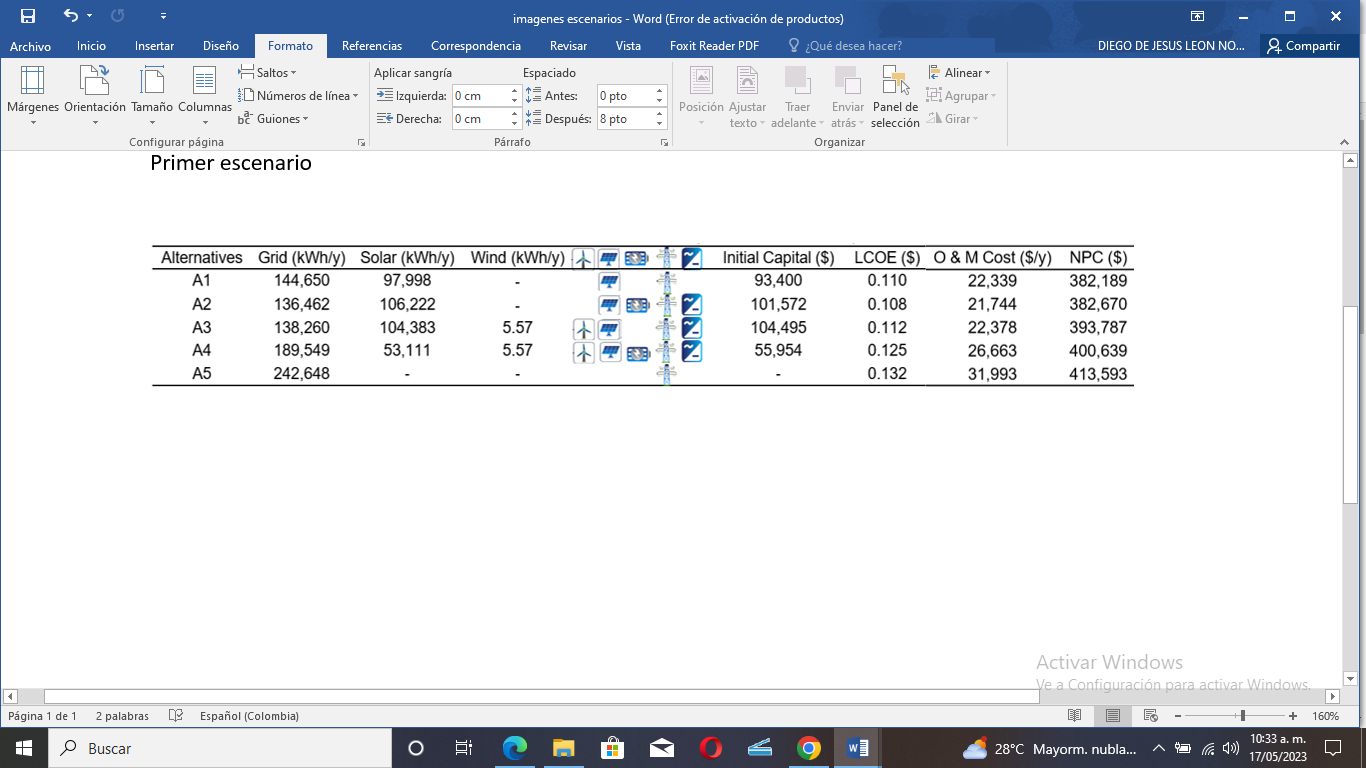 imagenes escenarios - Word (Error de activación de productos)
Archivo Inicio Insertar Diseño Formato Referencias Correspondencia Revisar Vista Foxit Reader PDF ¿Qué desea hacer? DIEGO DE JESUS LEON NO... Compartir
Márgenes Orientación Tamaño Columnas
Saltos
Números de línea
Guiones
Configurar página
Aplicar sangría Espaciado
Izquierda: 0 cm Antes: 0 pto
Derecha: 0 cm Después: 8 pto
Párrafo
Posición Ajustar texto Traer adelante Enviar atrás Panel de selección
Alinear
Agrupar
Girar
Organizar
Primer escenario
Alternatives Grid (kWh/y) Solar (kWh/y) Wind (kWh/y) Initial Capital ($) LCOE ($) O & M Cost ($/y) NPC ($)
A1 144,650 97,998 - 93,400 0.110 22,339 382,189
A2 136,462 106,222 - 101,572 0.108 21,744 382,670
A3 138,260 104,383 5.57 104,495 0.112 22,378 393,787
A4 189,549 53,111 5.57 55,954 0.125 26,663 400,639
A5 242,648 - - - 0.132 31,993 413,593
Activar Windows
Ve a Configuración para activar Windows.
Página 1 de 1 2 palabras Español (Colombia) 160%
Buscar 28°C Mayorm. nubla... 10:33 a. m.
17/05/2023